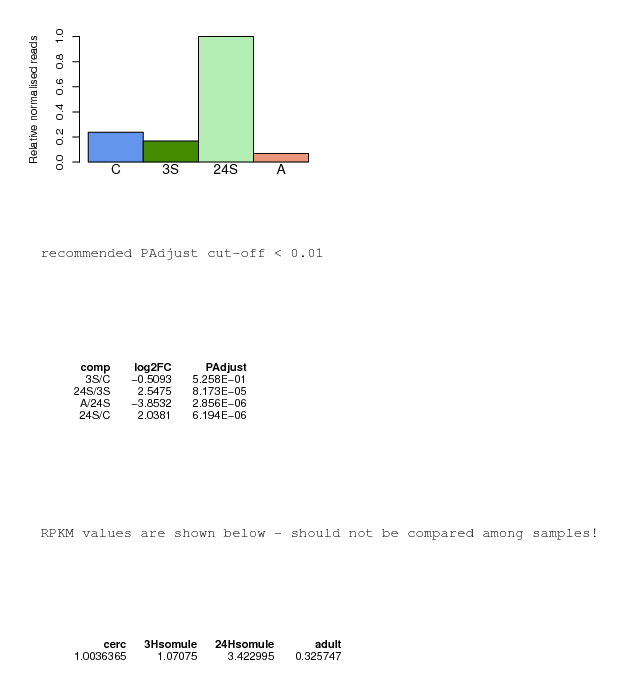 Relative normalised reads
1.0
0.8
0.6
0.4
0.2
0.0
C 3S 24S A
recommended PAdjust cut-off < 0.01
comp log2FC PAdjust
3S/C −0.5093 5.258E−01
24S/3S 2.5475 8.173E−05
A/24S −3.8532 2.856E−06
24S/C 2.0381 6.194E−06
RPKM values are shown below - should not be compared among samples!
cerc 3Hsomule 24Hsomule adult
1.0036365 1.07075 3.422995 0.325747